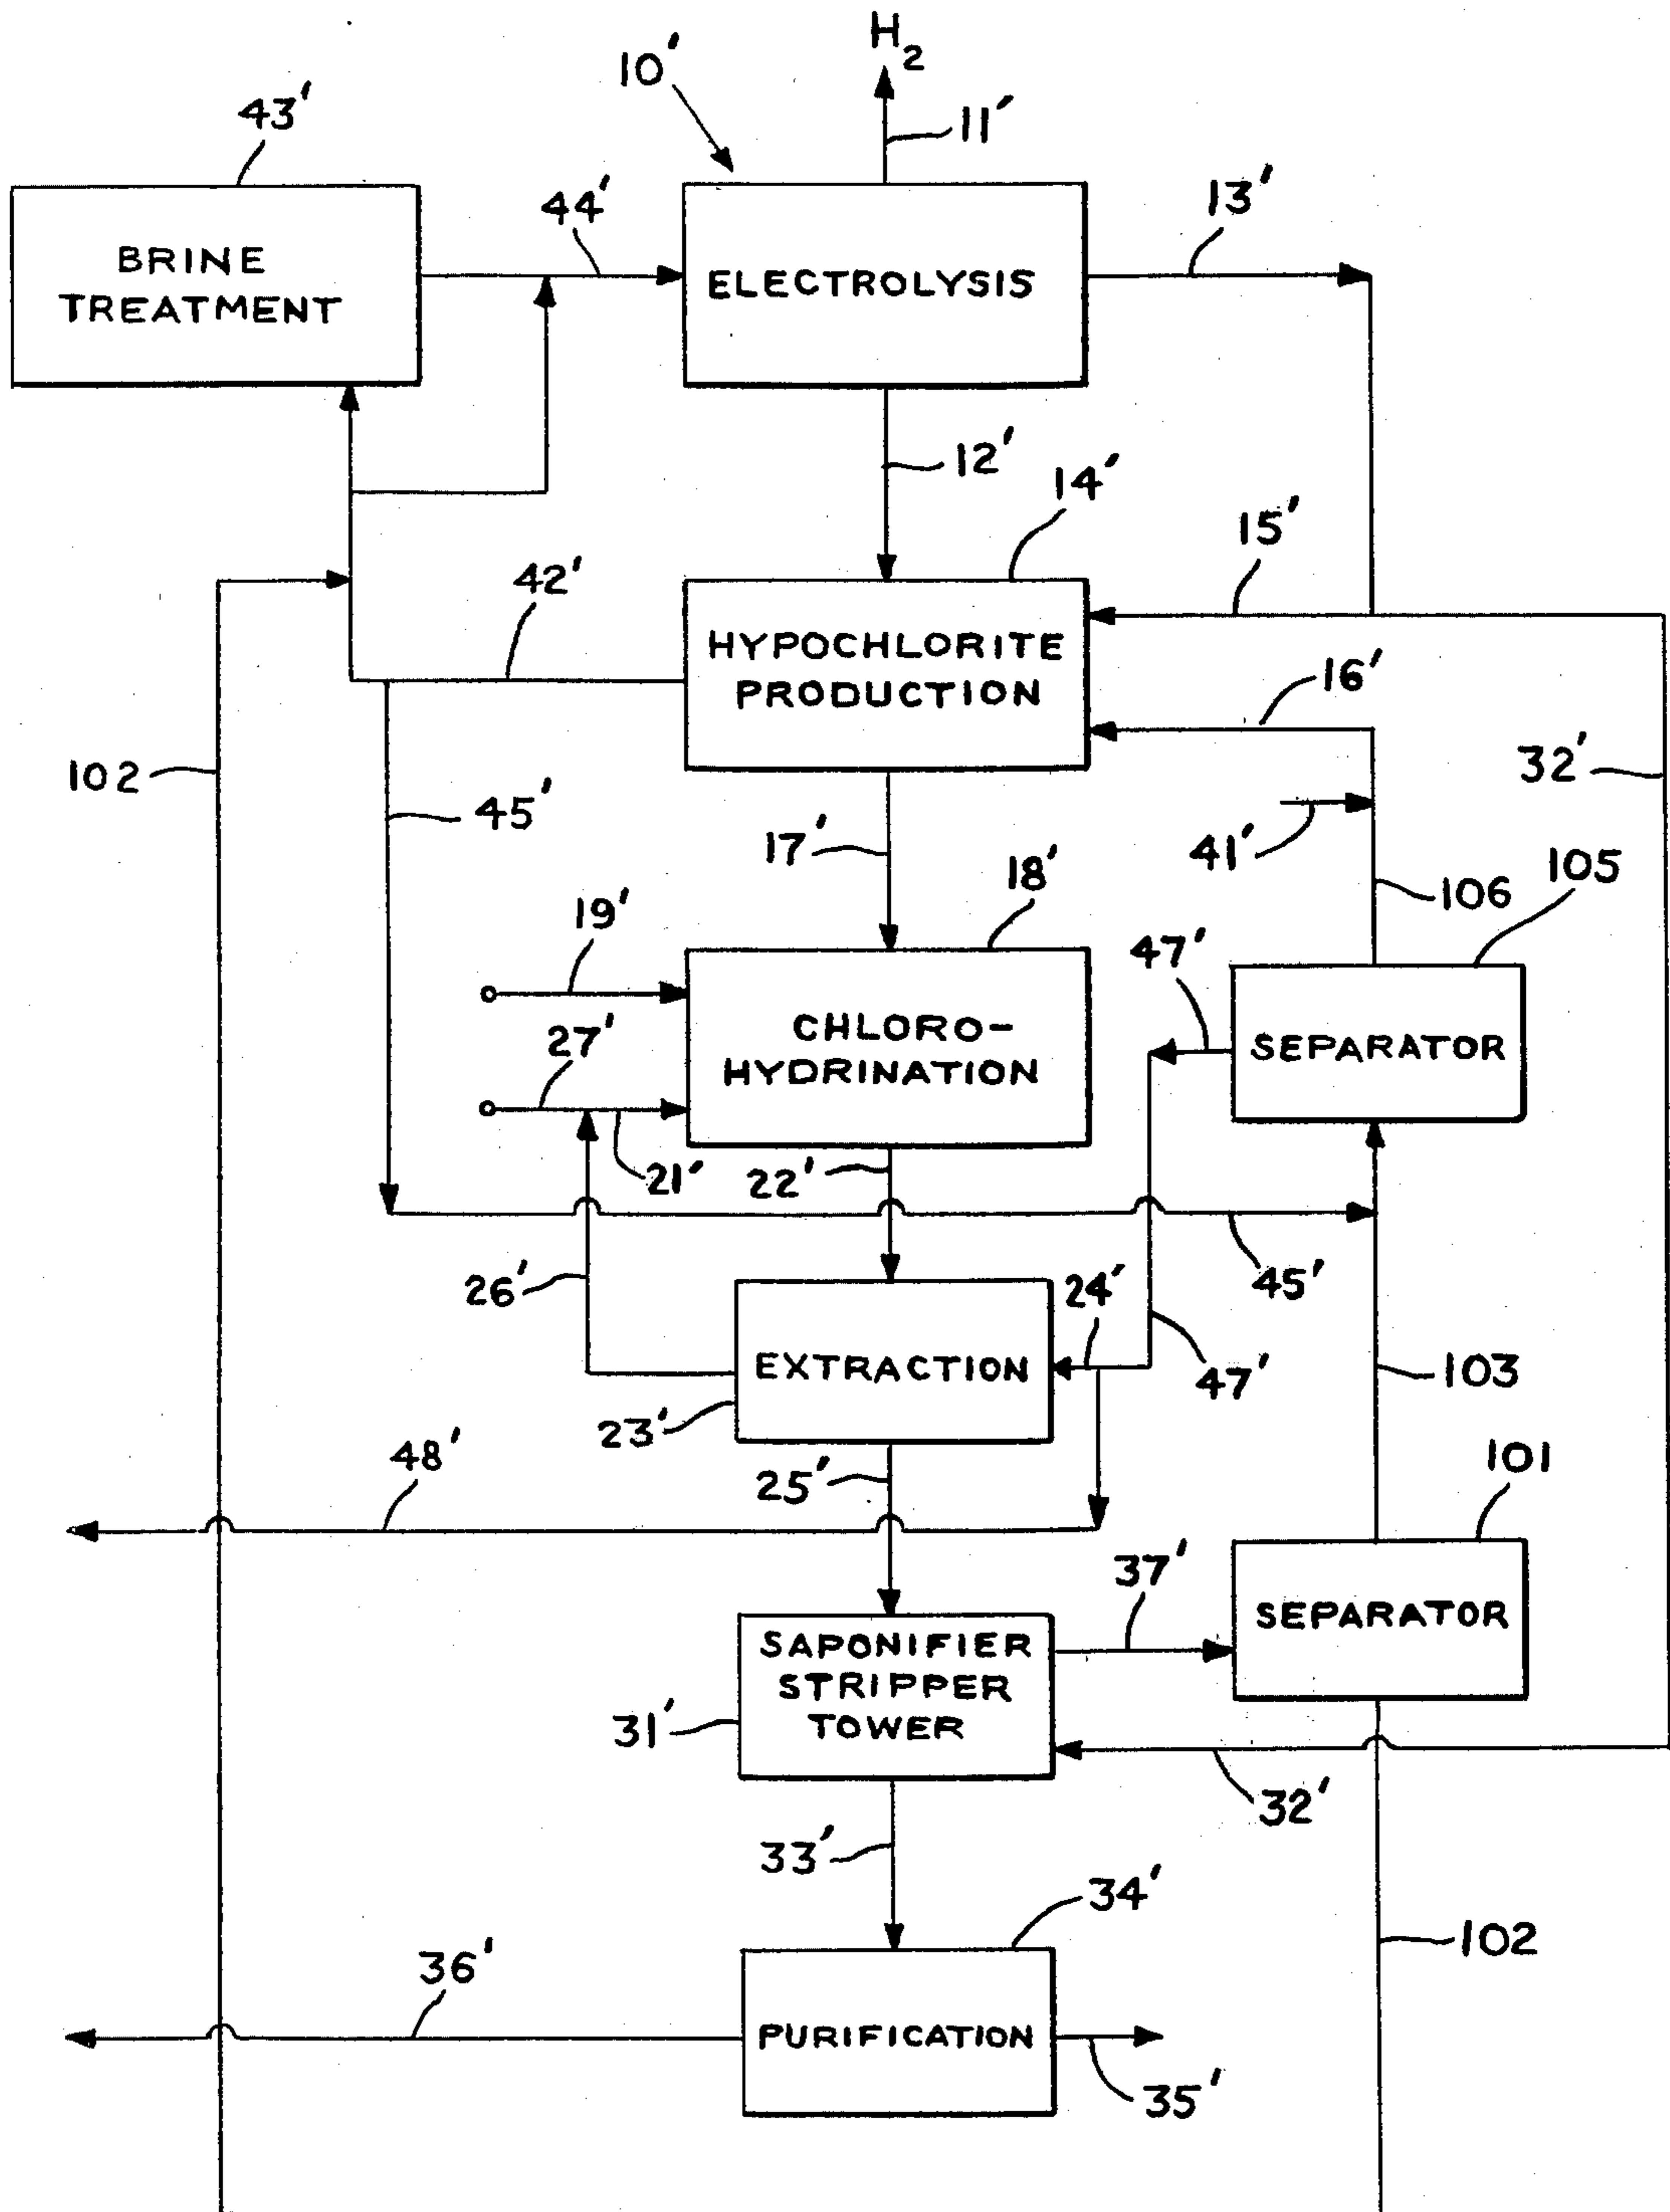 H2
10'
11'
43'
44'
13'
BRINE
TREATMENT
ELECTROLYSIS
12'
14'
15'
42'
HYPOCHLORITE
PRODUCTION
16'
102
32'
45'
17'
41'
18'
105
106
19'
47'
27'
CHLORO-
HYDRINATION
SEPARATOR
21'
22'
26'
24'
45'
EXTRACTION
47'
103
23'
48'
25'
101
37'
SAPONIFIER
STRIPPER
TOWER
SEPARATOR
31'
32'
33'
34'
102
36'
PURIFICATION
35'